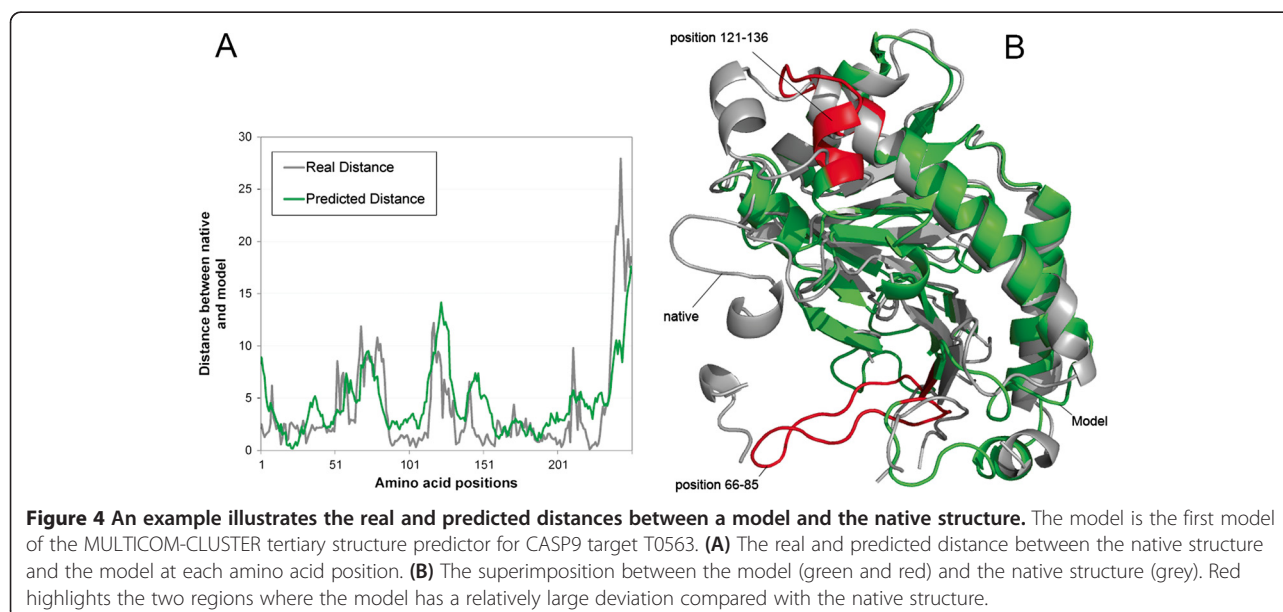 A
B
position 121-136
30
25
20
15
10
5
0
Real Distance
Predicted Distance
Distance between native
and model
1
51
101
151
201
Amino acid positions
native
Model
position 66-85
Figure 4 An example illustrates the real and predicted distances between a model and the native structure. The model is the first model
of the MULTICOM-CLUSTER tertiary structure predictor for CASP9 target T0563. (A) The real and predicted distance between the native structure
and the model at each amino acid position. (B) The superimposition between the model (green and red) and the native structure (grey). Red
highlights the two regions where the model has a relatively large deviation compared with the native structure.